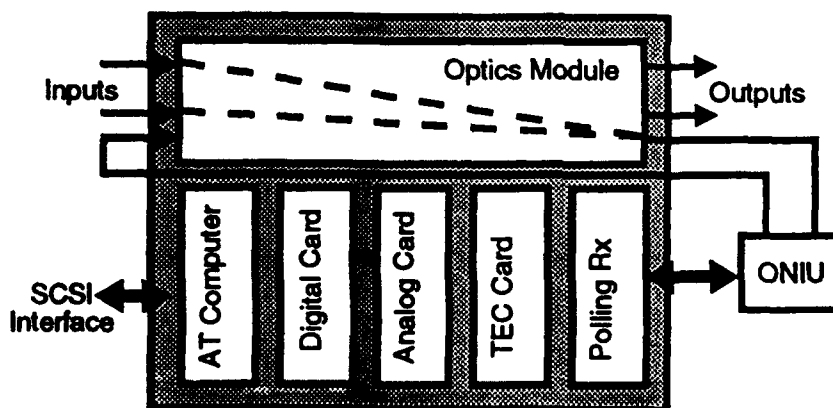 Optics Module
Inputs
Outputs
AT Computer
Digital Card
Analog Card
TEC Card
Polling Rx
ONIU
SCSI
Interface